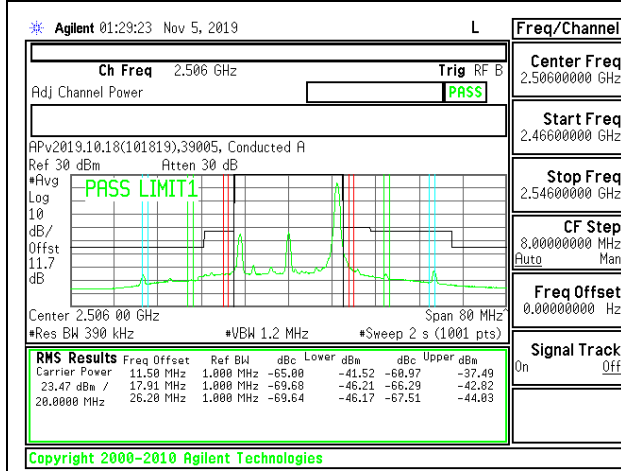 Agilent 01:29:23 Nov 5, 2019 L
Ch Freq 2.506 GHz Trig RF B
Adj Channel Power PASS
APv2019.10.18(101819),39005, Conducted A
Ref 30 dBm Atten 30 dB
#Avg
Log
10
dB/
Offst
11.7
dB
PASS LIMIT1
Center 2.506 00 GHz Span 80 MHz^
#Res BW 390 kHz #VBW 1.2 MHz #Sweep 2 s (1001 pts)
RMS Results Freq Offset Ref BW dBc Lower dBm dBc Upper dBm
Carrier Power 11.50 MHz 1.000 MHz -65.00 -41.52 -60.97 -37.49
23.47 dBm / 17.91 MHz 1.000 MHz -69.68 -46.21 -66.29 -42.82
20.0000 MHz 26.20 MHz 1.000 MHz -69.64 -46.17 -67.51 -44.03
Copyright 2000-2010 Agilent Technologies
Freq/Channel
Center Freq
2.50600000 GHz
Start Freq
2.46600000 GHz
Stop Freq
2.54600000 GHz
CF Step
8.00000000 MHz
Auto Man
Freq Offset
0.00000000 Hz
Signal Track
On Off